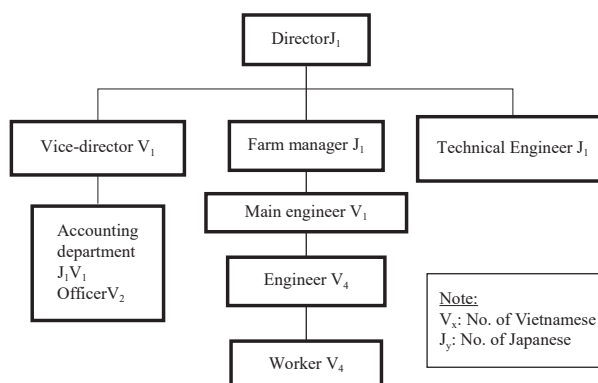 DirectorJ₁
Vice-director V₁
Farm manager J₁
Technical Engineer J₁
Main engineer V₁
Accounting
department
J₁V₁
OfficerV₂
Engineer V₄
Worker V₄
Note:
Vₓ: No. of Vietnamese
Jᵧ: No. of Japanese